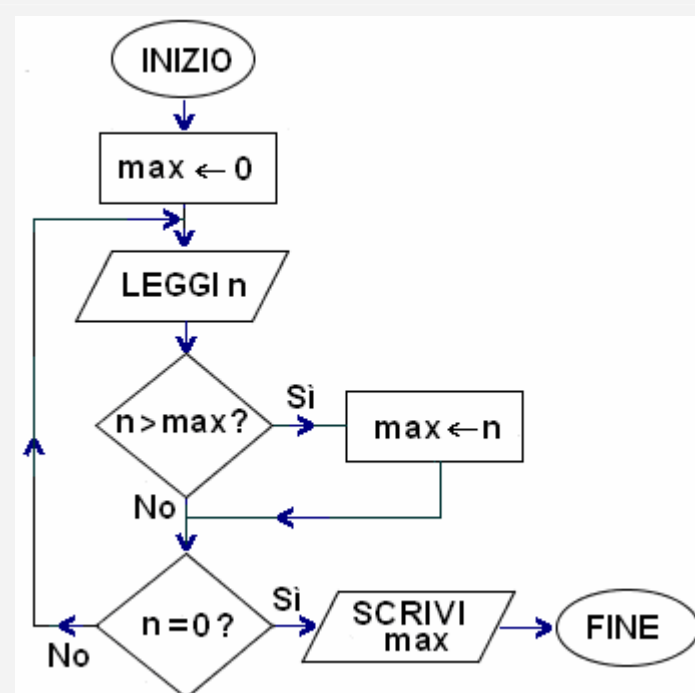 INIZIO
max ← 0
LEGGI n
n>max?
Sì
max←n
No
n=0?
Sì
SCRIVI
max
FINE
No